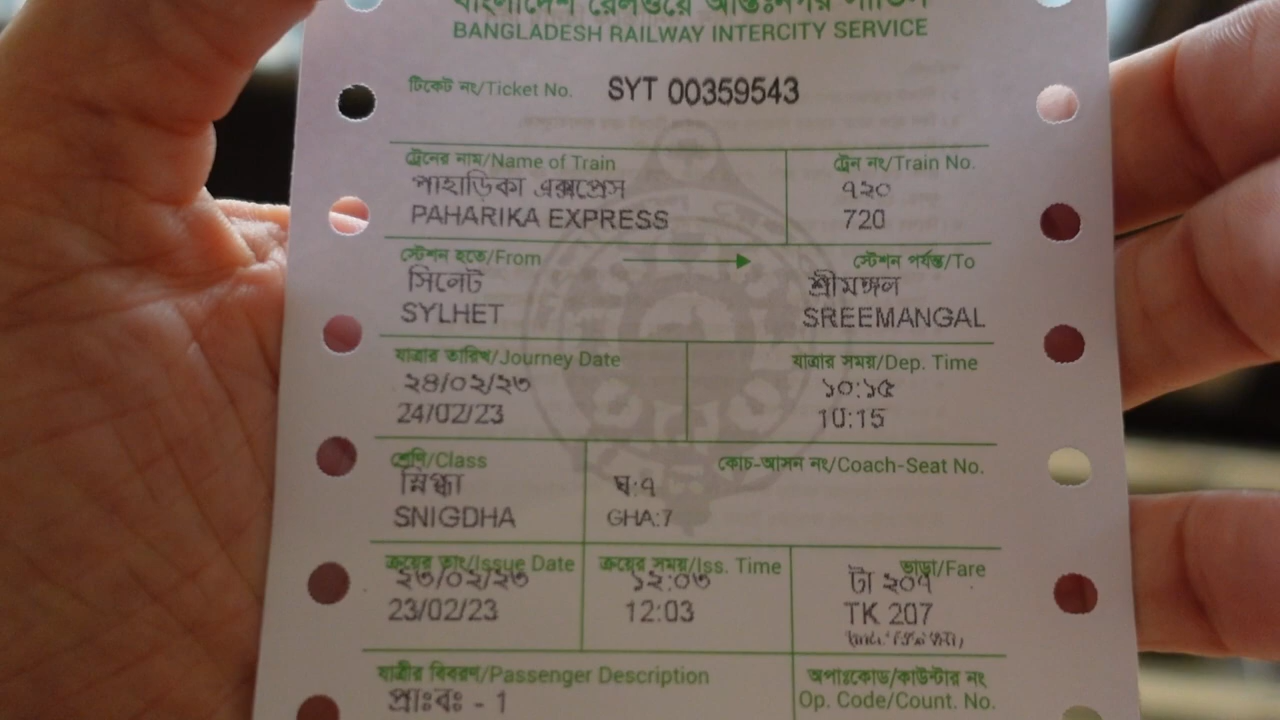 বাংলাদেশ রেলওয়ে আন্তঃনগর সার্ভিস
BANGLADESH RAILWAY INTERCITY SERVICE
টিকেট নং/Ticket No. SYT 00359543
ট্রেনের নাম/Name of Train ট্রেন নং/Train No.
পাহাড়িকা এক্সপ্রেস ৭২০
PAHARIKA EXPRESS 720
স্টেশন হতে/From স্টেশন পর্যন্ত/To
সিলেট শ্রীমঙ্গল
SYLHET SREEMANGAL
যাত্রার তারিখ/Journey Date যাত্রার সময়/Dep. Time
২৪/০২/২৩ ১০:১৫
24/02/23 10:15
শ্রেণি/Class কোচ-আসন নং/Coach-Seat No.
স্নিগ্ধা ঘ:৭
SNIGDHA GHA:7
ক্রয়ের তাং/Issue Date ক্রয়ের সময়/Iss. Time ভাড়া/Fare
২৩/০২/২৩ ১২:০৩ টা ২০৭
23/02/23 12:03 TK 207
যাত্রীর বিবরণ/Passenger Description অপাঃকোড/কাউন্টার নং
প্রাঃবঃ - 1 Op. Code/Count. No.